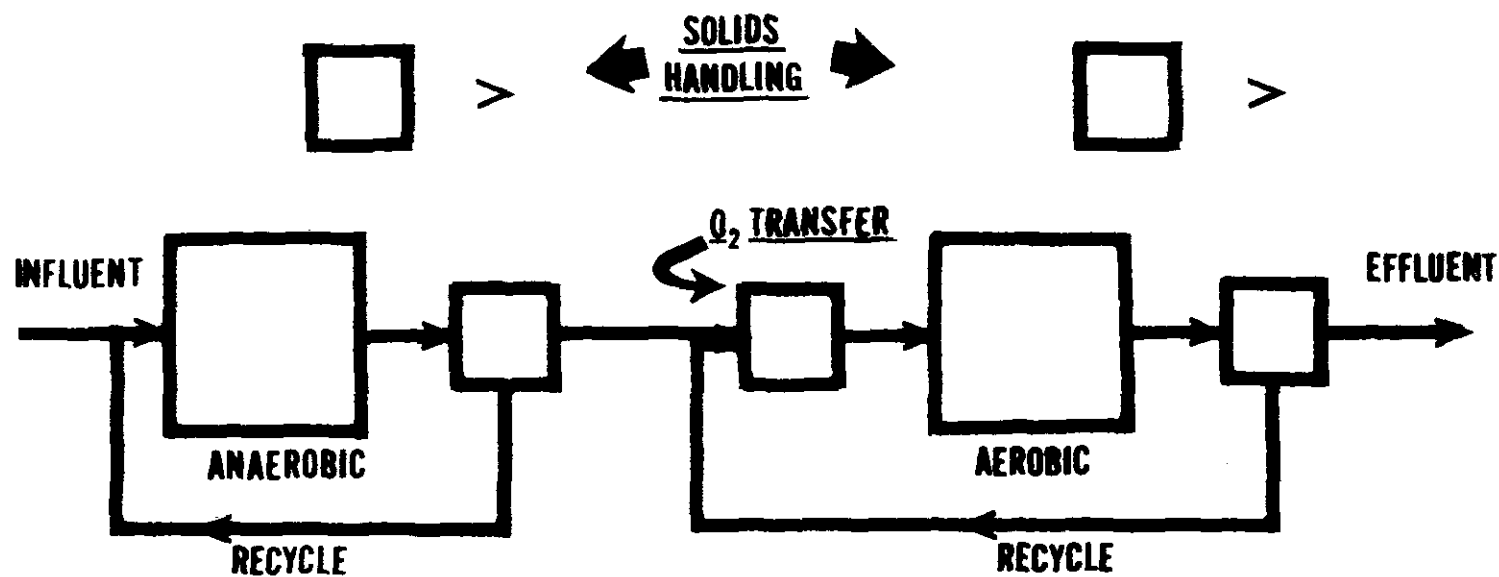 SOLIDS
HANDLING
>
>
O₂ TRANSFER
INFLUENT
EFFLUENT
ANAEROBIC
AEROBIC
RECYCLE
RECYCLE